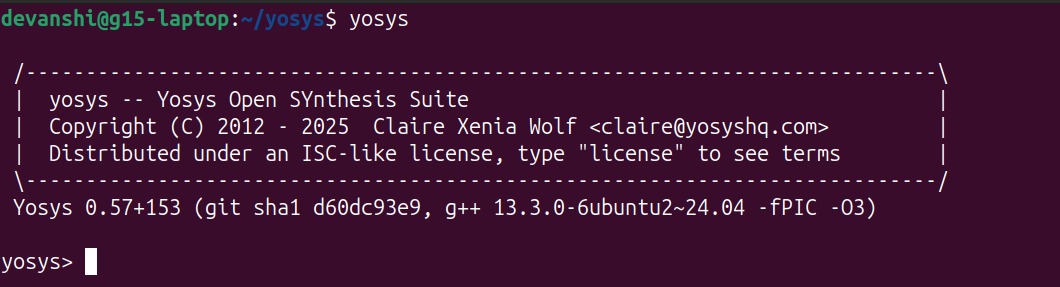 devanshi@g15-laptop:~/yosys$ yosys
/----------------------------------------------------------------------------\
|  yosys -- Yosys Open SYnthesis Suite                                       |
|  Copyright (C) 2012 - 2025  Claire Xenia Wolf <claire@yosyshq.com>         |
|  Distributed under an ISC-like license, type "license" to see terms        |
\----------------------------------------------------------------------------/
Yosys 0.57+153 (git sha1 d60dc93e9, g++ 13.3.0-6ubuntu2~24.04 -fPIC -O3)
yosys>